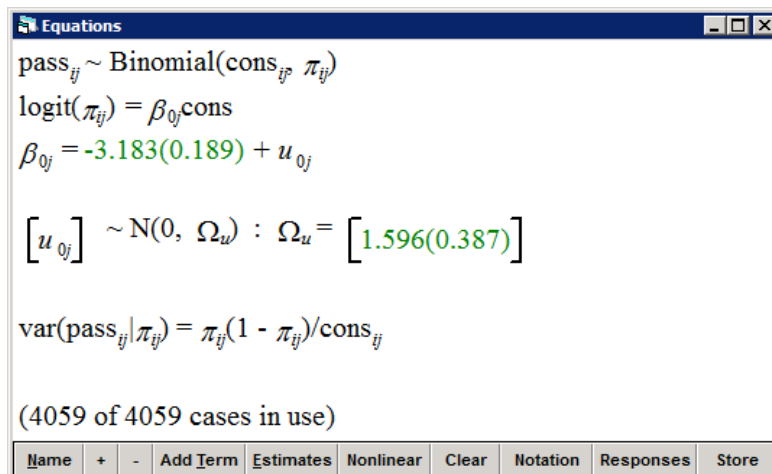 Equations
pass_ij ~ Binomial(cons_ij, π_ij)
logit(π_ij) = β_0jcons
β_0j = -3.183(0.189) + u_0j
[u_0j] ~ N(0, Ω_u) : Ω_u = [1.596(0.387)]
var(pass_ij|π_ij) = π_ij(1 - π_ij)/cons_ij
(4059 of 4059 cases in use)
Name + - Add Term Estimates Nonlinear Clear Notation Responses Store